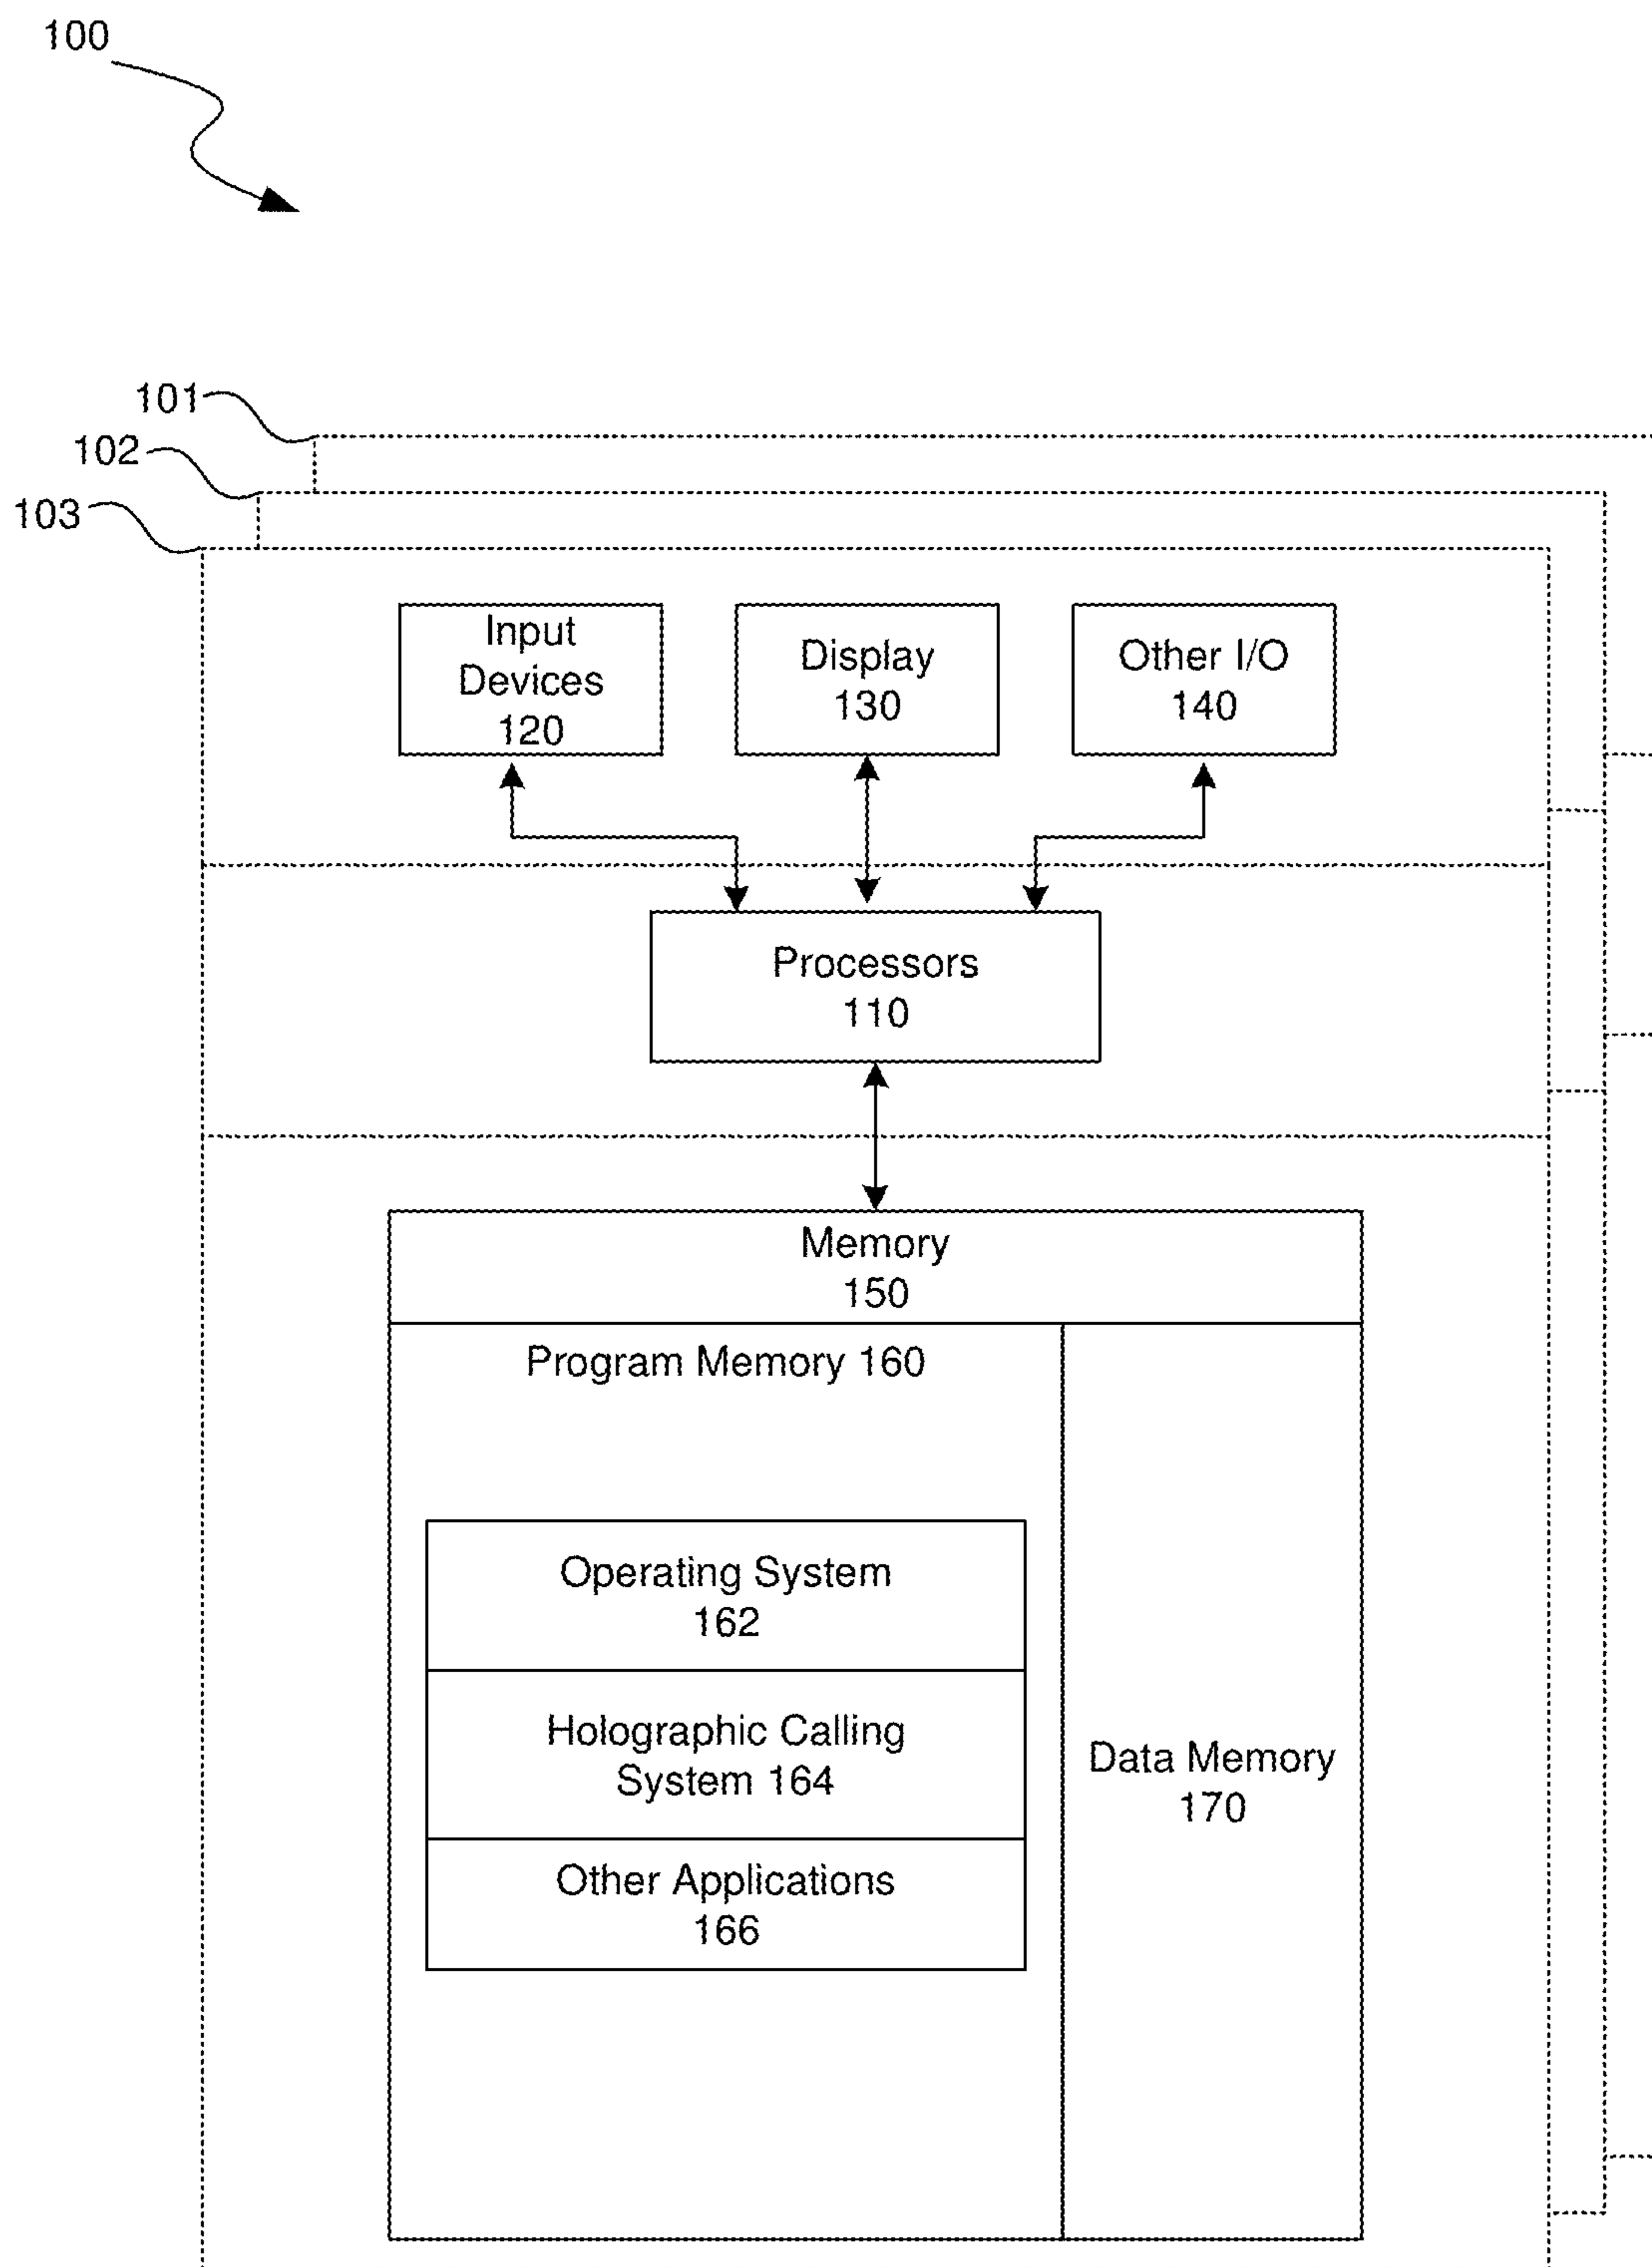 100
101
102
103
Input
Devices
120
Display
130
Other I/O
140
Processors
110
Memory
150
Program Memory 160
Operating System
162
Holographic Calling
System 164
Other Applications
166
Data Memory
170